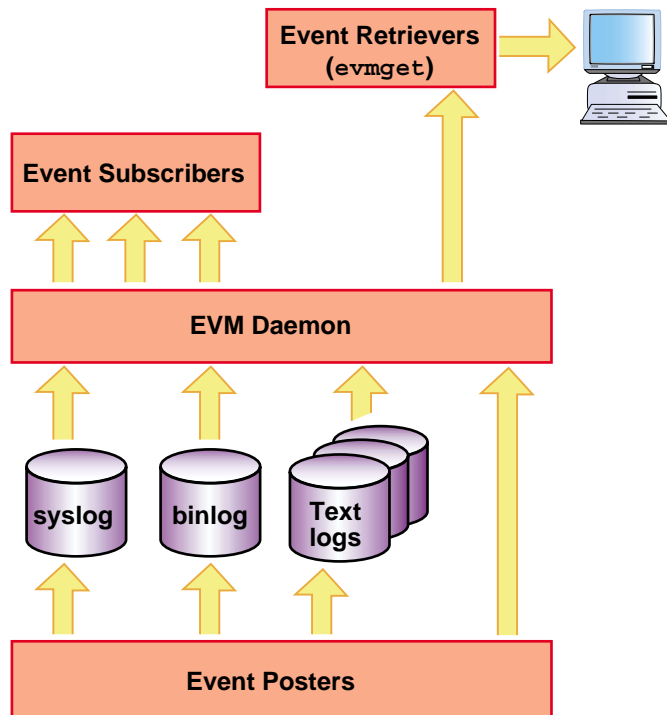 Event Retrievers
(evmget)
Event Subscribers
EVM Daemon
syslog
binlog
Text
logs
Event Posters